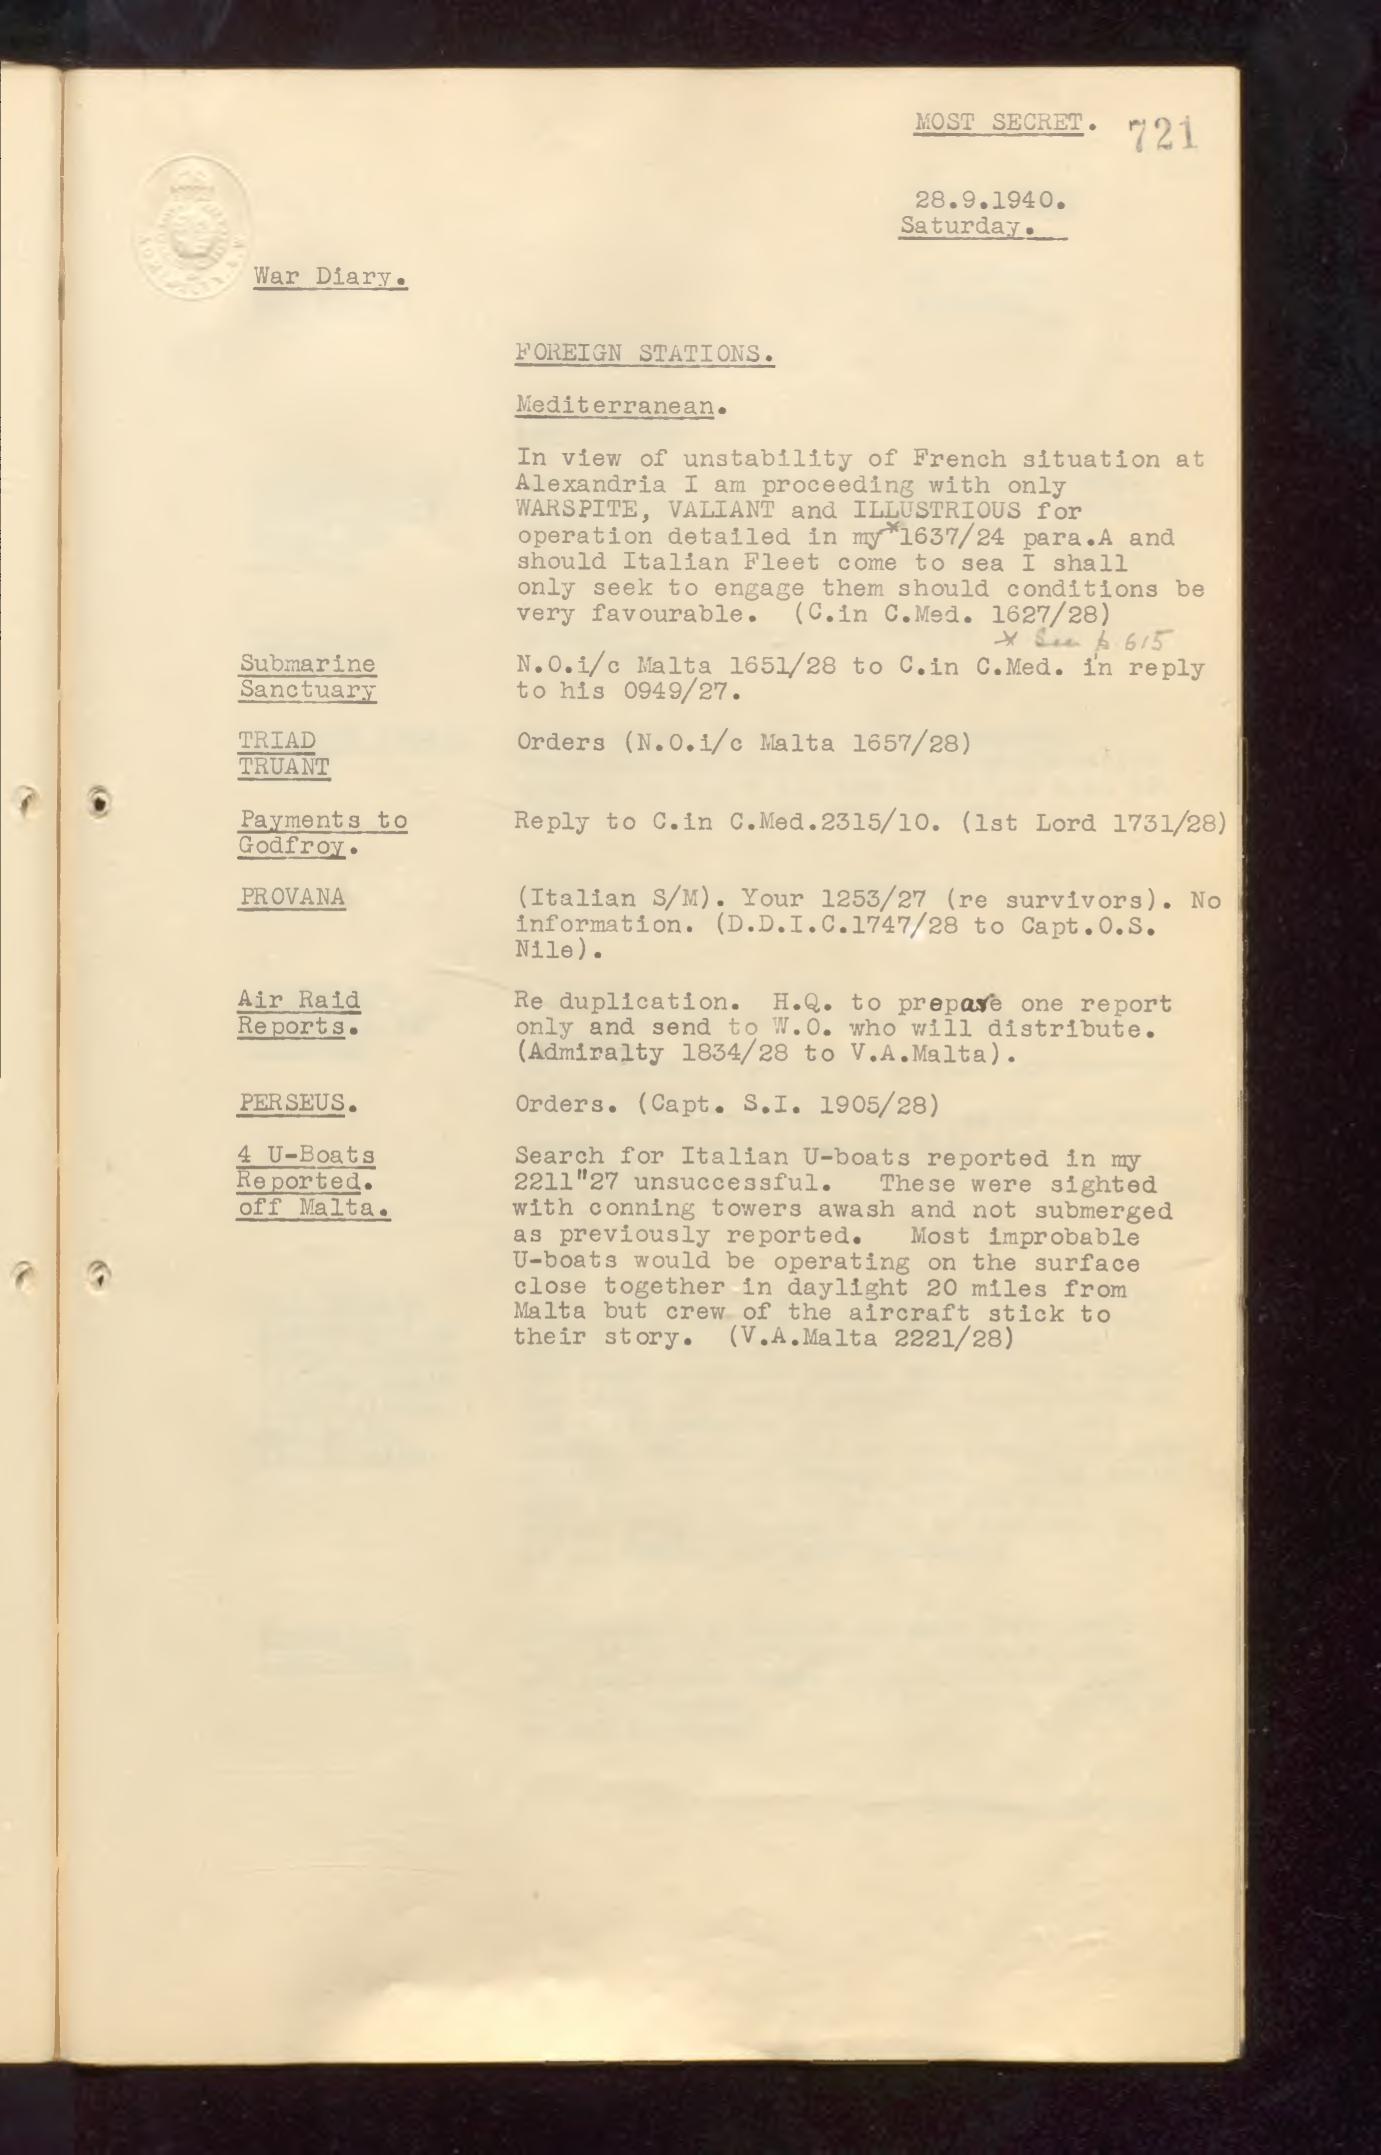 MOST SECRET. 721
28.9.1940.
Saturday.
War Diary.
FOREIGN STATIONS.
Mediterranean.
In view of unstability of French situation at
Alexandria I am proceeding with only
WARSPITE, VALIANT and ILLUSTRIOUS for
operation detailed in my*1637/24 para.A and
should Italian Fleet come to sea I shall
only seek to engage them should conditions be
very favourable. (C.in C.Med. 1627/28)
* See p 615
Submarine
Sanctuary
N.O.i/c Malta 1651/28 to C.in C.Med. in reply
to his 0949/27.
TRIAD
TRUANT
Orders (N.O.i/c Malta 1657/28)
Payments to
Godfroy.
Reply to C.in C.Med.2315/10. (1st Lord 1731/28)
PROVANA
(Italian S/M). Your 1253/27 (re survivors). No
information. (D.D.I.C.1747/28 to Capt.O.S.
Nile).
Air Raid
Reports.
Re duplication. H.Q. to prepare one report
only and send to W.O. who will distribute.
(Admiralty 1834/28 to V.A.Malta).
PERSEUS.
Orders. (Capt. S.I. 1905/28)
4 U-Boats
Reported.
off Malta.
Search for Italian U-boats reported in my
2211"27 unsuccessful. These were sighted
with conning towers awash and not submerged
as previously reported. Most improbable
U-boats would be operating on the surface
close together in daylight 20 miles from
Malta but crew of the aircraft stick to
their story. (V.A.Malta 2221/28)